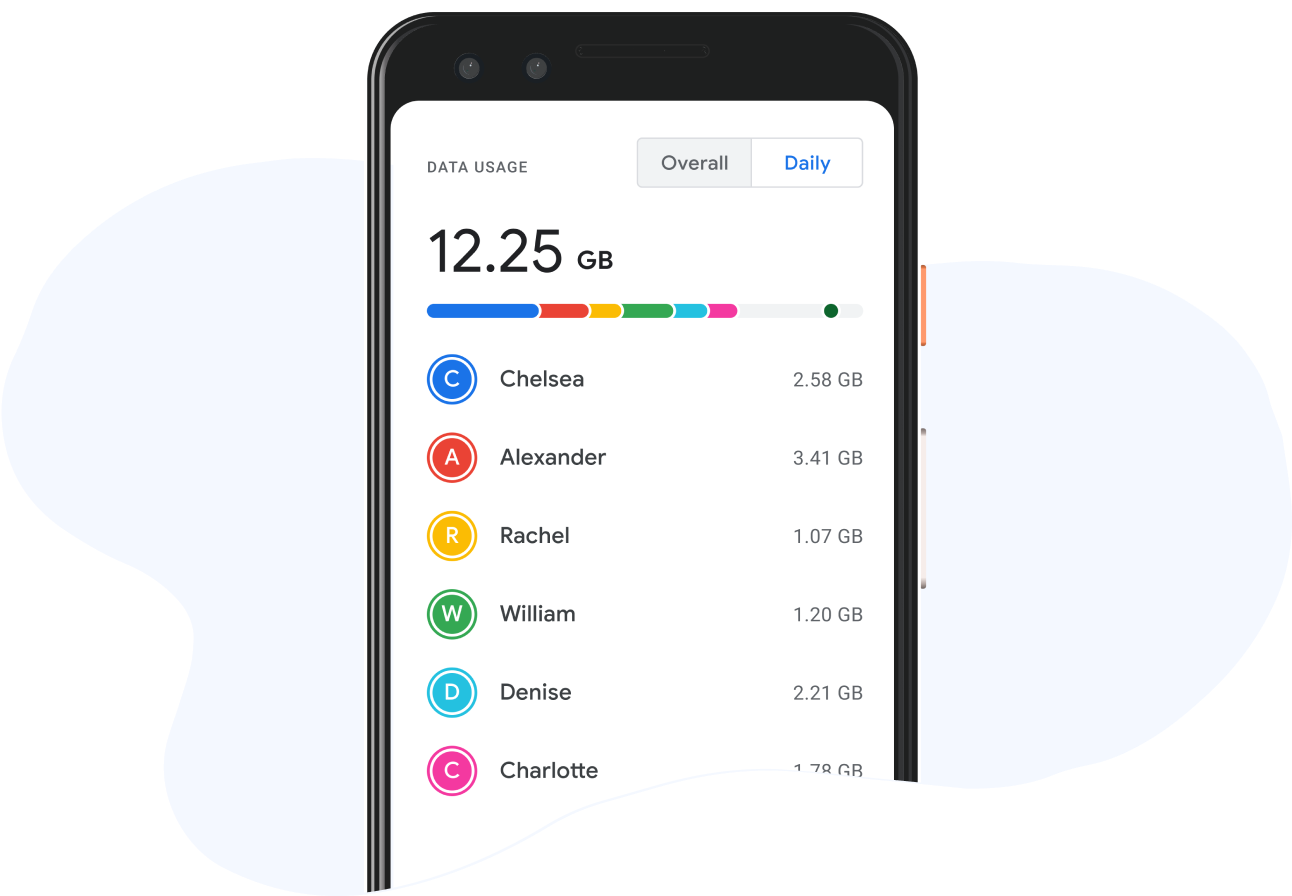 DATA USAGE
Overall
Daily
12.25 GB
C Chelsea 2.58 GB
A Alexander 3.41 GB
R Rachel 1.07 GB
W William 1.20 GB
D Denise 2.21 GB
C Charlotte 1.78 GB